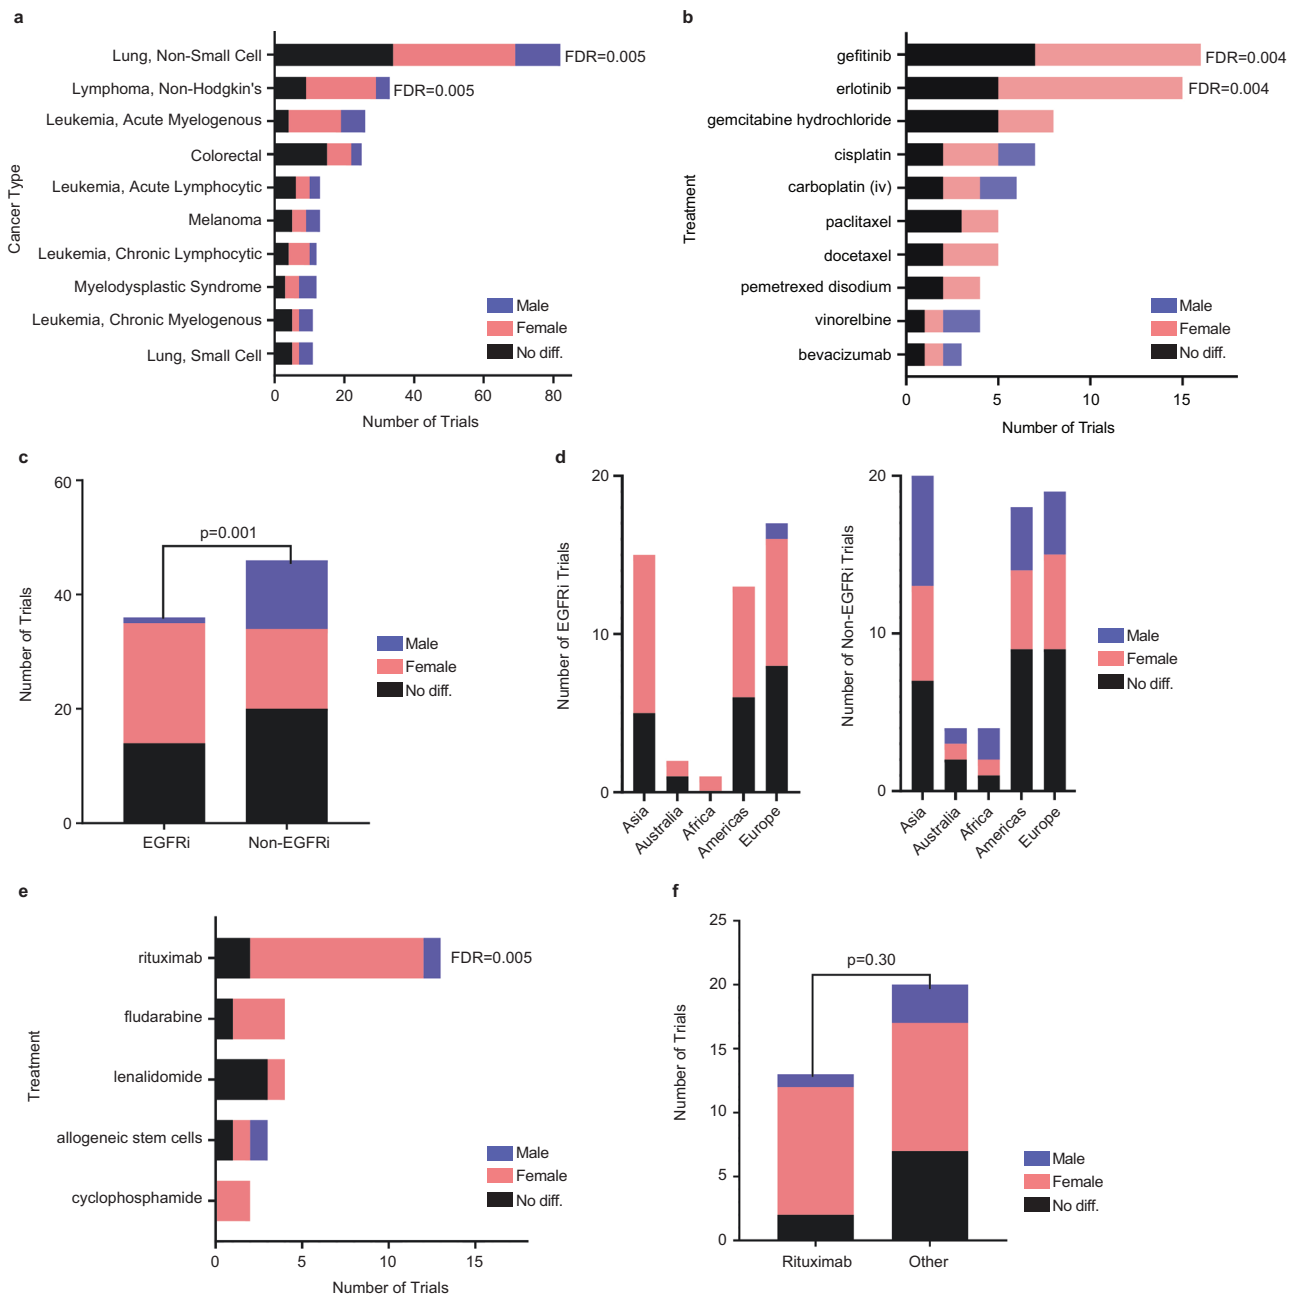 a
Lung, Non-Small Cell
FDR=0.005
Lymphoma, Non-Hodgkin's
FDR=0.005
Leukemia, Acute Myelogenous
Colorectal
Leukemia, Acute Lymphocytic
Melanoma
Leukemia, Chronic Lymphocytic
Myelodysplastic Syndrome
Leukemia, Chronic Myelogenous
Lung, Small Cell
Cancer Type
Male
Female
No diff.
0 20 40 60 80
Number of Trials
b
gefitinib
FDR=0.004
erlotinib
FDR=0.004
gemcitabine hydrochloride
cisplatin
carboplatin (iv)
paclitaxel
docetaxel
pemetrexed disodium
vinorelbine
bevacizumab
Treatment
Male
Female
No diff.
0 5 10 15
Number of Trials
c
60
40
20
0
Number of Trials
p=0.001
EGFRi Non-EGFRi
Male
Female
No diff.
d
20
10
0
Number of EGFRi Trials
Asia Australia Africa Americas Europe
20
10
0
Number of Non-EGFRi Trials
Asia Australia Africa Americas Europe
Male
Female
No diff.
e
rituximab
FDR=0.005
fludarabine
lenalidomide
allogeneic stem cells
cyclophosphamide
Treatment
Male
Female
No diff.
0 5 10 15
Number of Trials
f
25
20
15
10
5
0
Number of Trials
p=0.30
Rituximab Other
Male
Female
No diff.